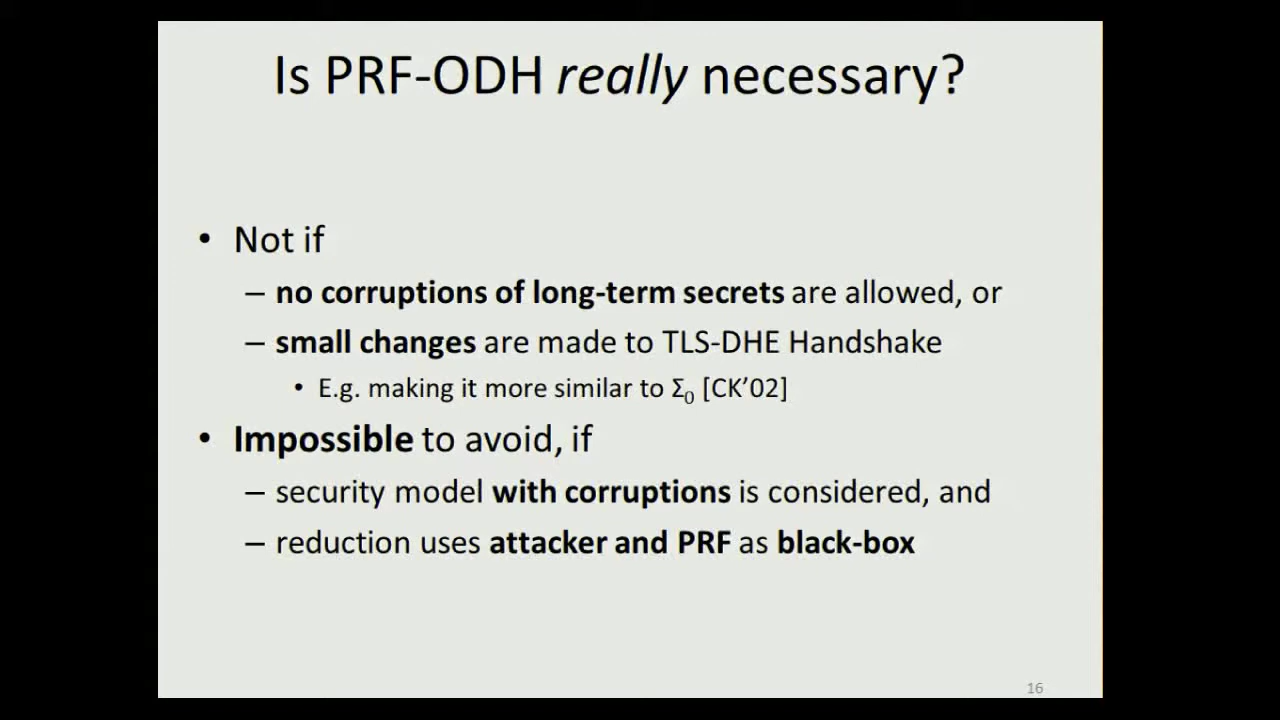 Is PRF-ODH really necessary?
• Not if
– no corruptions of long-term secrets are allowed, or
– small changes are made to TLS-DHE Handshake
• E.g. making it more similar to Σ₀ [CK’02]
• Impossible to avoid, if
– security model with corruptions is considered, and
– reduction uses attacker and PRF as black-box
16